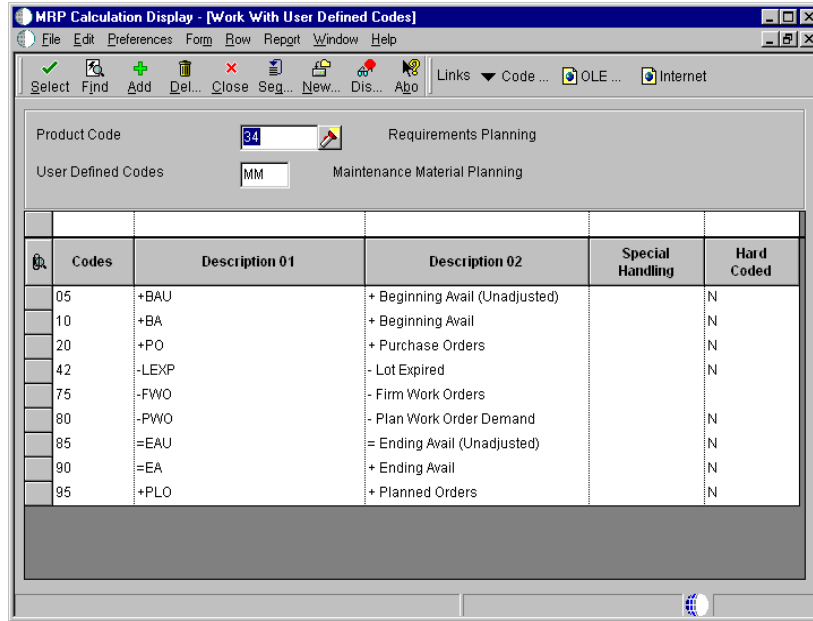 MRP Calculation Display - [Work With User Defined Codes]
File Edit Preferences Form Row Report Window Help
Select Find Add Del... Close Seq... New... Dis... Abo Links Code ... OLE ... Internet
Product Code 34 Requirements Planning
User Defined Codes MM Maintenance Material Planning
Codes Description 01 Description 02 Special Handling Hard Coded
05 +BAU + Beginning Avail (Unadjusted) N
10 +BA + Beginning Avail N
20 +PO + Purchase Orders N
42 -LEXP - Lot Expired N
75 -FWO - Firm Work Orders
80 -PWO - Plan Work Order Demand N
85 =EAU = Ending Avail (Unadjusted) N
90 =EA + Ending Avail N
95 +PLO + Planned Orders N